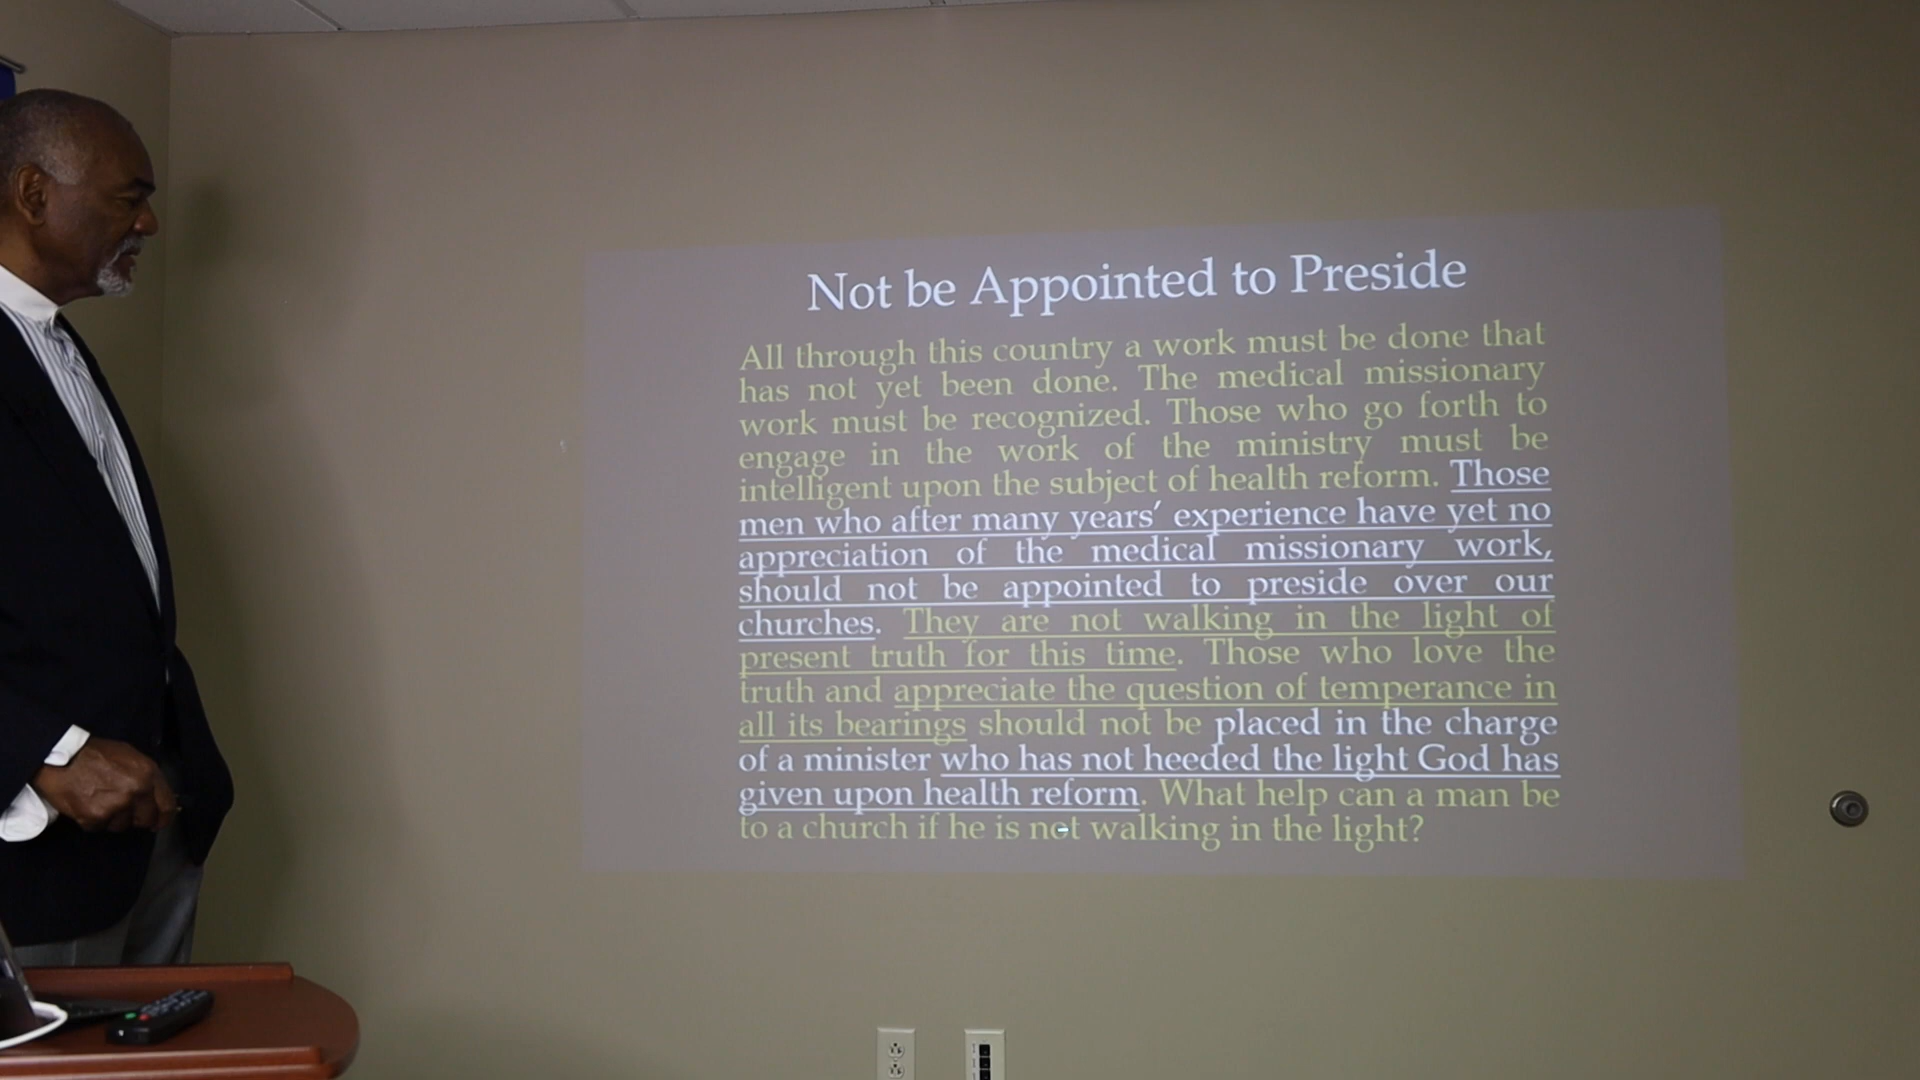 Not be Appointed to Preside
All through this country a work must be done that
has not yet been done. The medical missionary
work must be recognized. Those who go forth to
engage in the work of the ministry must be
intelligent upon the subject of health reform. Those
men who after many years’ experience have yet no
appreciation of the medical missionary work,
should not be appointed to preside over our
churches. They are not walking in the light of
present truth for this time. Those who love the
truth and appreciate the question of temperance in
all its bearings should not be placed in the charge
of a minister who has not heeded the light God has
given upon health reform. What help can a man be
to a church if he is not walking in the light?